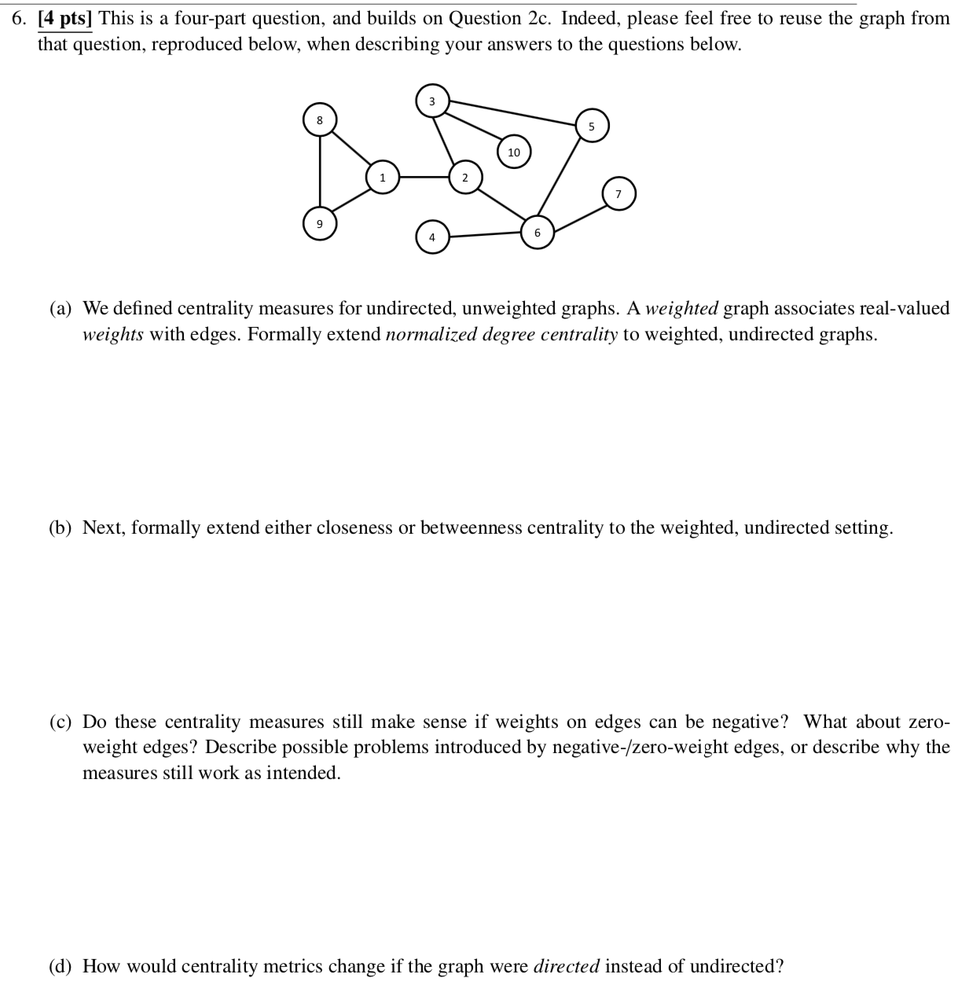 6. [4 pts] This is a four-part question, and builds on Question 2c. Indeed, please feel free to reuse the graph from
that question, reproduced below, when describing your answers to the questions below.
3
8
5
10
1
2
7
9
4
6
(a) We defined centrality measures for undirected, unweighted graphs. A weighted graph associates real-valued
weights with edges. Formally extend normalized degree centrality to weighted, undirected graphs.
(b) Next, formally extend either closeness or betweenness centrality to the weighted, undirected setting.
(c) Do these centrality measures still make sense if weights on edges can be negative? What about zero-
weight edges? Describe possible problems introduced by negative-/zero-weight edges, or describe why the
measures still work as intended.
(d) How would centrality metrics change if the graph were directed instead of undirected?